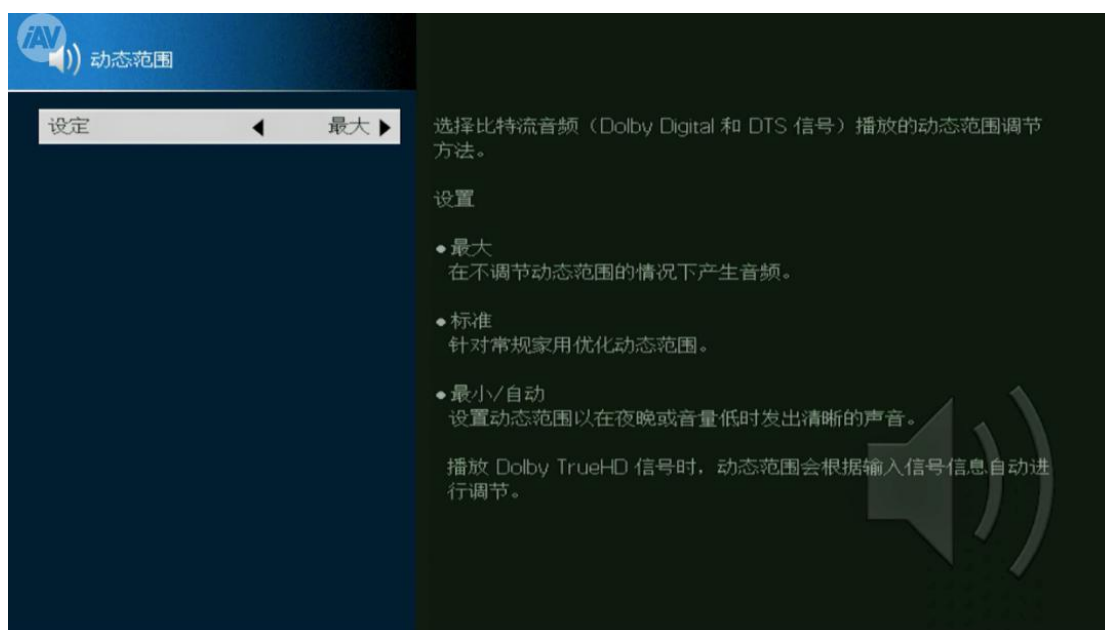 iAV
动态范围
设定 ◀ 最大 ▶
选择比特流音频（Dolby Digital 和 DTS 信号）播放的动态范围调节
方法。
设置
●最大
在不调节动态范围的情况下产生音频。
●标准
针对常规家用优化动态范围。
●最小/自动
设置动态范围以在夜晚或音量低时发出清晰的声音。
播放 Dolby TrueHD 信号时，动态范围会根据输入信号信息自动进
行调节。